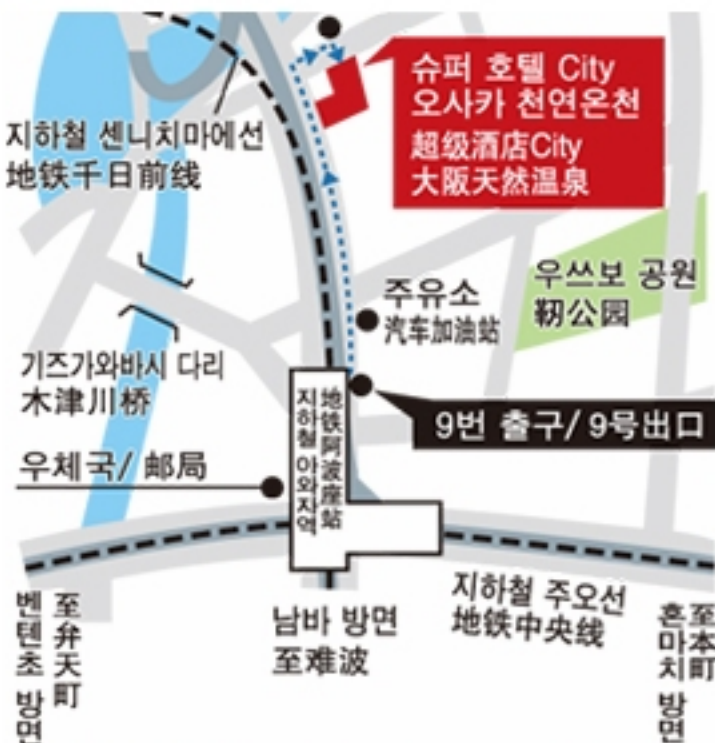 슈퍼 호텔 City
오사카 천연온천
超级酒店City
大阪天然温泉
지하철 센니치마에선
地铁千日前线
우쓰보 공원
靭公园
주유소
汽车加油站
기즈가와바시 다리
木津川桥
9번 출구/ 9号出口
地铁阿波座站
지하철 아와자역
우체국/ 邮局
지하철 주오선
地铁中央线
남바 방면
至难波
至弁天町
벤텐초 방면
至本町
혼마치 방면